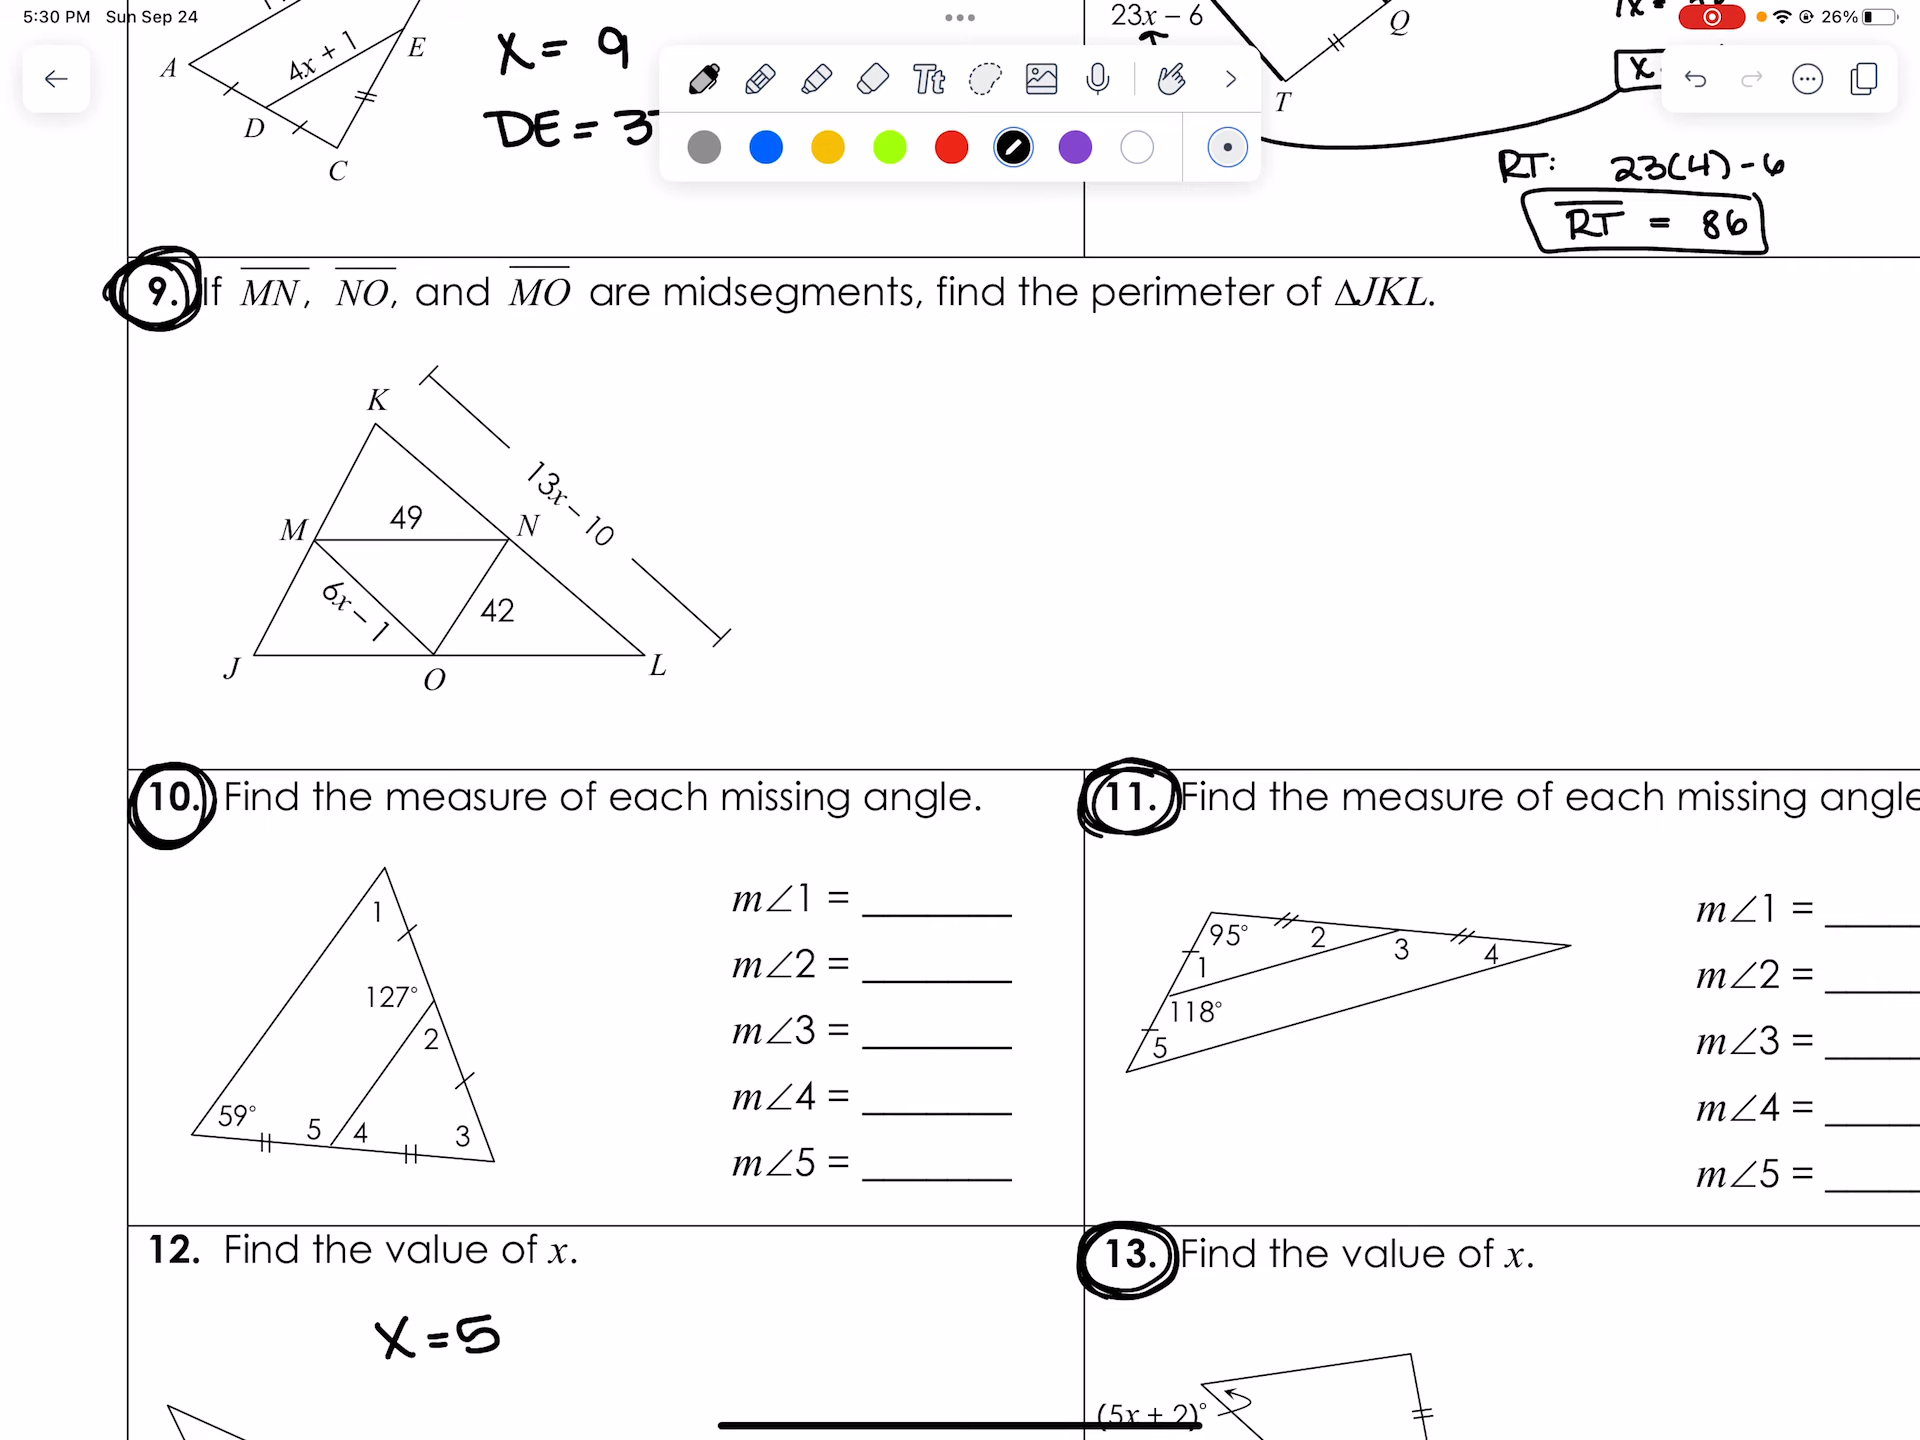 5:30 PM Sun Sep 24
26%
A
4x + 1
E
D
C
X = 9
DE = 3
Tt
23x – 6
Q
T
X
RT: 23(4)-6
RT = 86
9. If MN, NO, and MO are midsegments, find the perimeter of ΔJKL.
K
13x – 10
M
49
N
6x – 1
42
J
O
L
10. Find the measure of each missing angle.
1
127°
2
59°
5
4
3
m∠1 =
m∠2 =
m∠3 =
m∠4 =
m∠5 =
11. Find the measure of each missing angle
95°
2
3
4
1
118°
5
m∠1 =
m∠2 =
m∠3 =
m∠4 =
m∠5 =
12. Find the value of x.
X = 5
13. Find the value of x.
(5x + 2)°